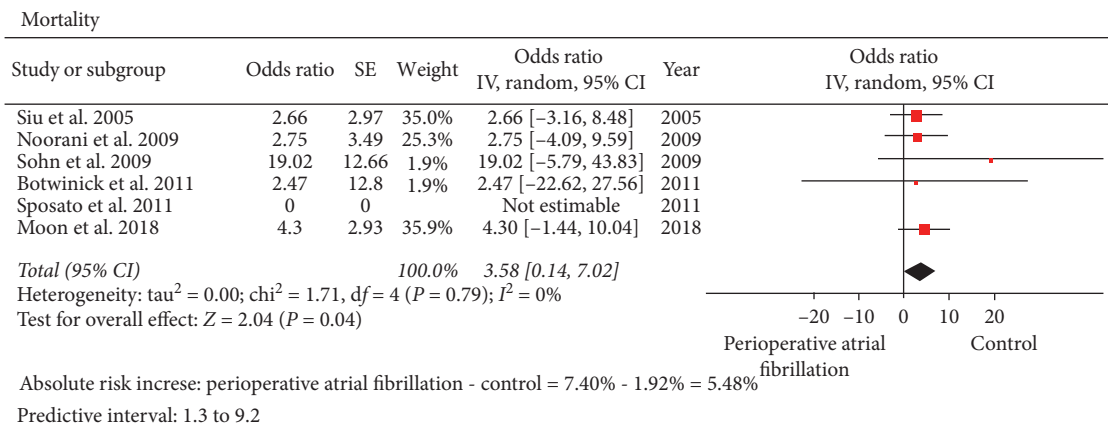 Mortality
Study or subgroup Odds ratio SE Weight Odds ratio IV, random, 95% CI Year Odds ratio IV, random, 95% CI
Siu et al. 2005 2.66 2.97 35.0% 2.66 [−3.16, 8.48] 2005
Noorani et al. 2009 2.75 3.49 25.3% 2.75 [−4.09, 9.59] 2009
Sohn et al. 2009 19.02 12.66 1.9% 19.02 [−5.79, 43.83] 2009
Botwinick et al. 2011 2.47 12.8 1.9% 2.47 [−22.62, 27.56] 2011
Sposato et al. 2011 0 0 Not estimable 2011
Moon et al. 2018 4.3 2.93 35.9% 4.30 [−1.44, 10.04] 2018
Total (95% CI) 100.0% 3.58 [0.14, 7.02]
Heterogeneity: tau² = 0.00; chi² = 1.71, df = 4 (P = 0.79); I² = 0%
Test for overall effect: Z = 2.04 (P = 0.04)
−20 −10 0 10 20
Perioperative atrial fibrillation Control
Absolute risk increse: perioperative atrial fibrillation - control = 7.40% - 1.92% = 5.48%
Predictive interval: 1.3 to 9.2